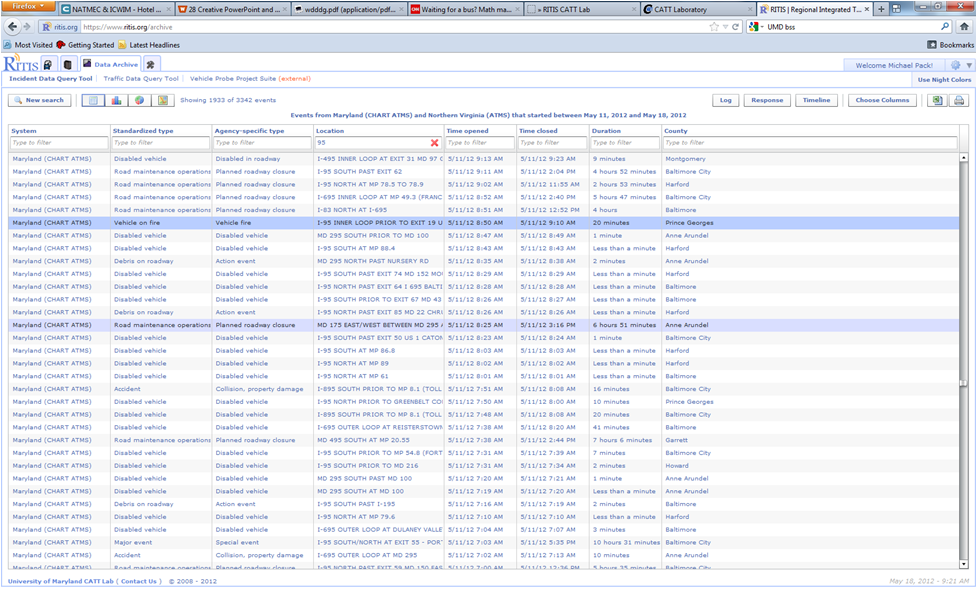 Firefox
NATMEC & ICWIM - Hotel ...
28 Creative PowerPoint and ...
wdddg.pdf (application/pdf...
Waiting for a bus? Math ma...
» RITIS CATT Lab
CATT Laboratory
RITIS | Regional Integrated T...
ritis.org https://www.ritis.org/archive
UMD bss
Most Visited Getting Started Latest Headlines
Bookmarks
RITIS Data Archive Welcome Michael Pack!
Incident Data Query Tool | Traffic Data Query Tool | Vehicle Probe Project Suite (external) Use Night Colors
New search Showing 1933 of 3342 events Log Response Timeline Choose Columns
Events from Maryland (CHART ATMS) and Northern Virginia (ATMS) that started between May 11, 2012 and May 18, 2012
System Standardized type Agency-specific type Location Time opened Time closed Duration County
Type to filter Type to filter Type to filter 95 Type to filter Type to filter Type to filter Type to filter
Maryland (CHART ATMS) Disabled vehicle Disabled in roadway I-495 INNER LOOP AT EXIT 31 MD 97 ( 5/11/12 9:13 AM 5/11/12 9:23 AM 9 minutes Montgomery
Maryland (CHART ATMS) Road maintenance operations Planned roadway closure I-95 SOUTH PAST EXIT 62 5/11/12 9:11 AM 5/11/12 2:04 PM 4 hours 52 minutes Baltimore City
Maryland (CHART ATMS) Road maintenance operations Planned roadway closure I-95 NORTH AT MP 78.5 TO 78.9 5/11/12 9:02 AM 5/11/12 11:55 AM 2 hours 53 minutes Harford
Maryland (CHART ATMS) Road maintenance operations Planned roadway closure I-695 INNER LOOP AT MP 49.3 (FRANC 5/11/12 8:52 AM 5/11/12 2:40 PM 5 hours 47 minutes Baltimore City
Maryland (CHART ATMS) Road maintenance operations Planned roadway closure I-83 NORTH AT I-695 5/11/12 8:51 AM 5/11/12 12:52 PM 4 hours Baltimore
Maryland (CHART ATMS) Vehicle on fire Vehicle fire I-95 INNER LOOP PRIOR TO EXIT 19 U 5/11/12 8:50 AM 5/11/12 9:10 AM 20 minutes Prince Georges
Maryland (CHART ATMS) Disabled vehicle Disabled vehicle MD 295 SOUTH PRIOR TO MD 100 5/11/12 8:47 AM 5/11/12 8:49 AM 1 minute Anne Arundel
Maryland (CHART ATMS) Disabled vehicle Disabled vehicle I-95 SOUTH AT MP 88.4 5/11/12 8:43 AM 5/11/12 8:43 AM Less than a minute Harford
Maryland (CHART ATMS) Debris on roadway Action event MD 295 NORTH PAST NURSERY RD 5/11/12 8:35 AM 5/11/12 8:38 AM 2 minutes Anne Arundel
Maryland (CHART ATMS) Disabled vehicle Disabled vehicle I-95 SOUTH PAST EXIT 74 MD 152 MO 5/11/12 8:29 AM 5/11/12 8:29 AM Less than a minute Harford
Maryland (CHART ATMS) Disabled vehicle Disabled vehicle I-95 NORTH PAST EXIT 64 I 695 BALTI 5/11/12 8:28 AM 5/11/12 8:28 AM Less than a minute Baltimore
Maryland (CHART ATMS) Disabled vehicle Disabled vehicle I-95 SOUTH PRIOR TO EXIT 67 MD 43 5/11/12 8:26 AM 5/11/12 8:27 AM Less than a minute Baltimore
Maryland (CHART ATMS) Debris on roadway Action event I-95 NORTH PAST EXIT 85 MD 22 CHR 5/11/12 8:26 AM 5/11/12 8:26 AM Less than a minute Harford
Maryland (CHART ATMS) Road maintenance operations Planned roadway closure MD 175 EAST/WEST BETWEEN MD 295 A 5/11/12 8:25 AM 5/11/12 3:16 PM 6 hours 51 minutes Anne Arundel
Maryland (CHART ATMS) Disabled vehicle Disabled vehicle I-95 SOUTH PAST EXIT 50 US 1 CATON 5/11/12 8:23 AM 5/11/12 8:24 AM 1 minute Baltimore City
Maryland (CHART ATMS) Disabled vehicle Disabled vehicle I-95 SOUTH AT MP 86.8 5/11/12 8:03 AM 5/11/12 8:03 AM Less than a minute Harford
Maryland (CHART ATMS) Disabled vehicle Disabled vehicle I-95 NORTH AT MP 89 5/11/12 8:02 AM 5/11/12 8:02 AM Less than a minute Harford
Maryland (CHART ATMS) Disabled vehicle Disabled vehicle I-95 NORTH AT MP 61 5/11/12 8:01 AM 5/11/12 8:01 AM Less than a minute Baltimore
Maryland (CHART ATMS) Accident Collision, property damage I-895 SOUTH PRIOR TO MP 8.1 (TOLL 5/11/12 7:51 AM 5/11/12 8:08 AM 16 minutes Baltimore City
Maryland (CHART ATMS) Disabled vehicle Disabled vehicle I-95 NORTH PRIOR TO GREENBELT CO 5/11/12 7:50 AM 5/11/12 8:00 AM 10 minutes Prince Georges
Maryland (CHART ATMS) Disabled vehicle Disabled vehicle I-895 SOUTH PRIOR TO MP 8.1 (TOLL 5/11/12 7:48 AM 5/11/12 8:08 AM 20 minutes Baltimore City
Maryland (CHART ATMS) Disabled vehicle Disabled vehicle I-695 OUTER LOOP AT REISTERSTOWN 5/11/12 7:38 AM 5/11/12 8:20 AM 41 minutes Baltimore
Maryland (CHART ATMS) Road maintenance operations Planned roadway closure MD 495 SOUTH AT MP 20.55 5/11/12 7:38 AM 5/11/12 2:44 PM 7 hours 6 minutes Garrett
Maryland (CHART ATMS) Disabled vehicle Disabled vehicle I-95 SOUTH PRIOR TO MP 54.8 (FORT 5/11/12 7:31 AM 5/11/12 7:39 AM 7 minutes Baltimore City
Maryland (CHART ATMS) Disabled vehicle Disabled vehicle I-95 SOUTH PRIOR TO MD 216 5/11/12 7:31 AM 5/11/12 7:34 AM 2 minutes Howard
Maryland (CHART ATMS) Disabled vehicle Disabled vehicle MD 295 SOUTH PAST MD 100 5/11/12 7:20 AM 5/11/12 7:21 AM 1 minute Anne Arundel
Maryland (CHART ATMS) Disabled vehicle Disabled vehicle MD 295 SOUTH AT MD 100 5/11/12 7:19 AM 5/11/12 7:20 AM Less than a minute Anne Arundel
Maryland (CHART ATMS) Debris on roadway Action event I-95 SOUTH PAST I-195 5/11/12 7:16 AM 5/11/12 7:19 AM 2 minutes Baltimore
Maryland (CHART ATMS) Disabled vehicle Disabled vehicle I-95 NORTH AT MP 79.6 5/11/12 7:10 AM 5/11/12 7:10 AM Less than a minute Harford
Maryland (CHART ATMS) Disabled vehicle Disabled vehicle I-695 OUTER LOOP AT DULANEY VALLE 5/11/12 7:04 AM 5/11/12 7:07 AM 3 minutes Baltimore
Maryland (CHART ATMS) Major event Special event I-95 SOUTH/NORTH AT EXIT 55 - POR 5/11/12 7:03 AM 5/11/12 5:35 PM 10 hours 31 minutes Baltimore City
Maryland (CHART ATMS) Accident Collision, property damage I-695 OUTER LOOP AT MD 295 5/11/12 7:02 AM 5/11/12 7:13 AM 10 minutes Anne Arundel
Maryland (CHART ATMS) Road maintenance operations Planned roadway closure I-95 NORTH PAST EXIT 59 MD 150 EAS 5/11/12 7:00 AM 5/11/12 12:36 PM 5 hours 35 minutes Baltimore City
University of Maryland CATT Lab ( Contact Us ) © 2008 - 2012 May 18, 2012 - 9:21 AM